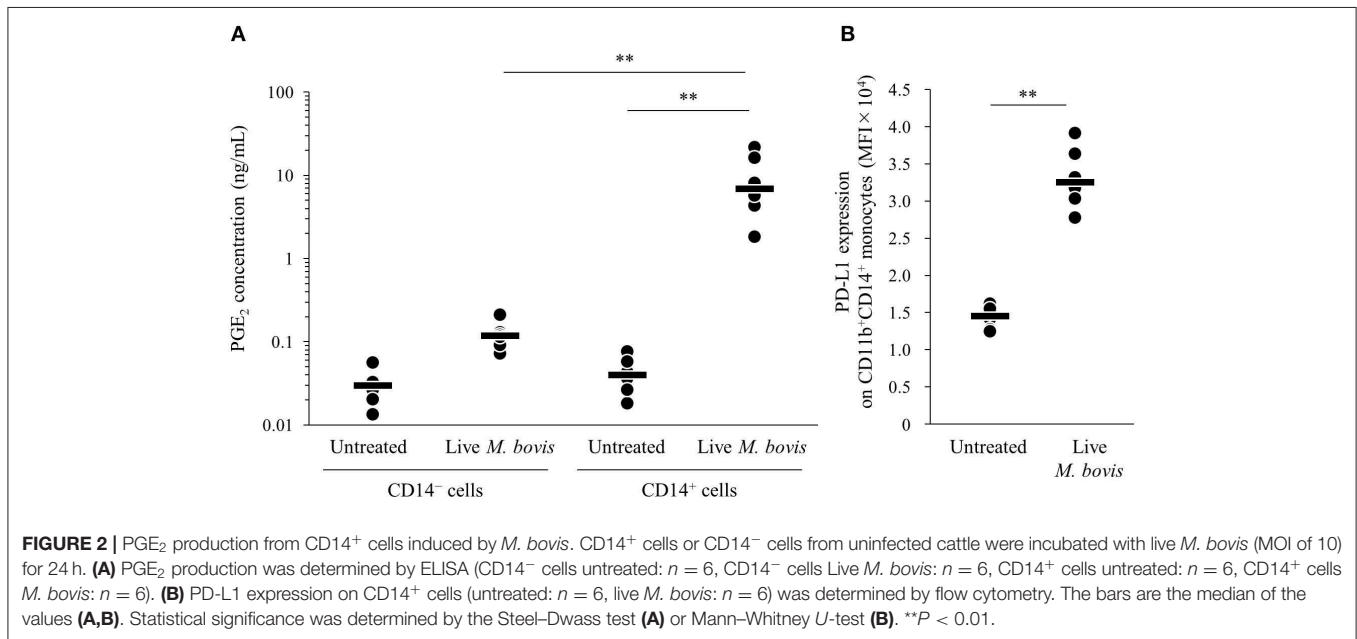 A
**
**
100
10
1
0.1
0.01
PGE₂ concentration (ng/mL)
Untreated
Live M. bovis
Untreated
Live M. bovis
CD14⁻ cells
CD14⁺ cells
B
**
4.5
4.0
3.5
3.0
2.5
2.0
1.5
1.0
0.5
0
PD-L1 expression
on CD11b⁺CD14⁺ monocytes (MFI × 10⁴)
Untreated
Live
M. bovis
FIGURE 2 | PGE₂ production from CD14⁺ cells induced by M. bovis. CD14⁺ cells or CD14⁻ cells from uninfected cattle were incubated with live M. bovis (MOI of 10)
for 24 h. (A) PGE₂ production was determined by ELISA (CD14⁻ cells untreated: n = 6, CD14⁻ cells Live M. bovis: n = 6, CD14⁺ cells untreated: n = 6, CD14⁺ cells
M. bovis: n = 6). (B) PD-L1 expression on CD14⁺ cells (untreated: n = 6, live M. bovis: n = 6) was determined by flow cytometry. The bars are the median of the
values (A,B). Statistical significance was determined by the Steel–Dwass test (A) or Mann–Whitney U-test (B). **P < 0.01.